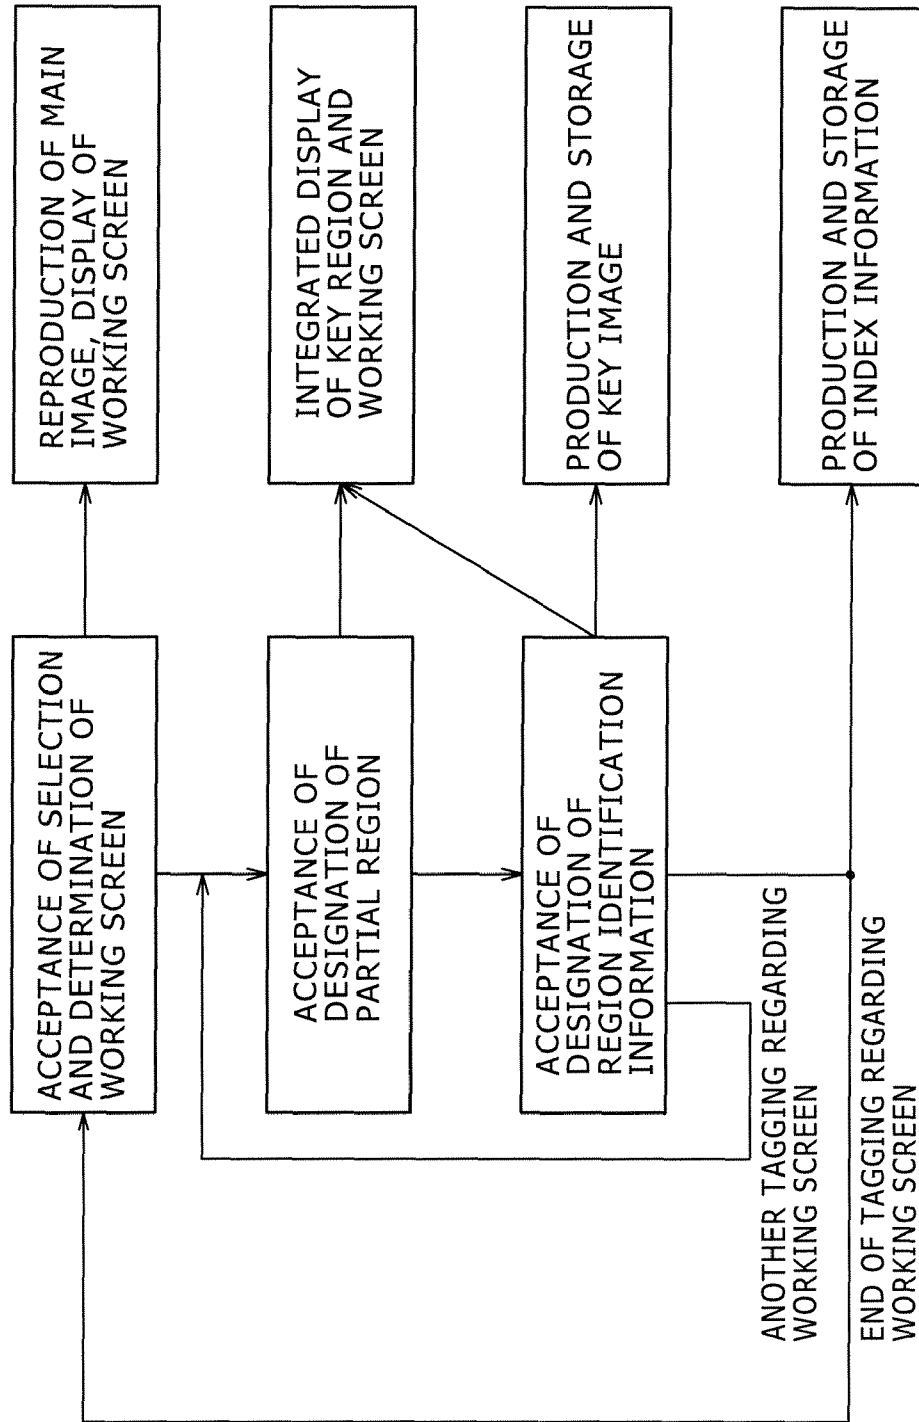 REPRODUCTION OF MAIN
IMAGE, DISPLAY OF
WORKING SCREEN
INTEGRATED DISPLAY
OF KEY REGION AND
WORKING SCREEN
PRODUCTION AND STORAGE
OF KEY IMAGE
PRODUCTION AND STORAGE
OF INDEX INFORMATION
ACCEPTANCE OF SELECTION
AND DETERMINATION OF
WORKING SCREEN
ACCEPTANCE OF
DESIGNATION OF
PARTIAL REGION
ACCEPTANCE OF
DESIGNATION OF
REGION IDENTIFICATION
INFORMATION
ANOTHER TAGGING REGARDING
WORKING SCREEN
END OF TAGGING REGARDING
WORKING SCREEN